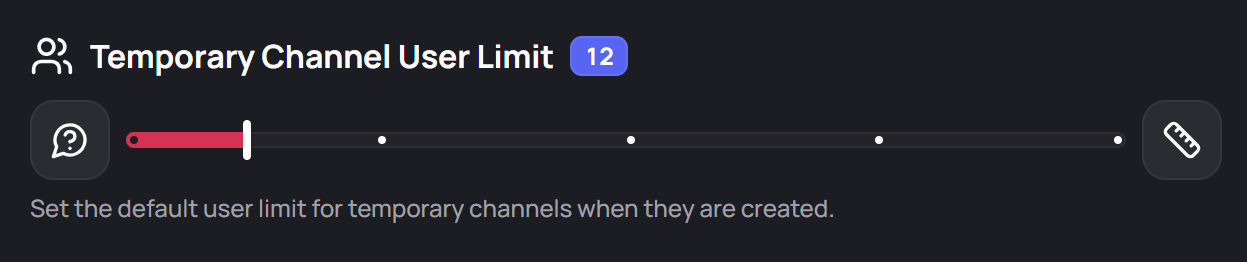 Temporary Channel User Limit 12
Set the default user limit for temporary channels when they are created.